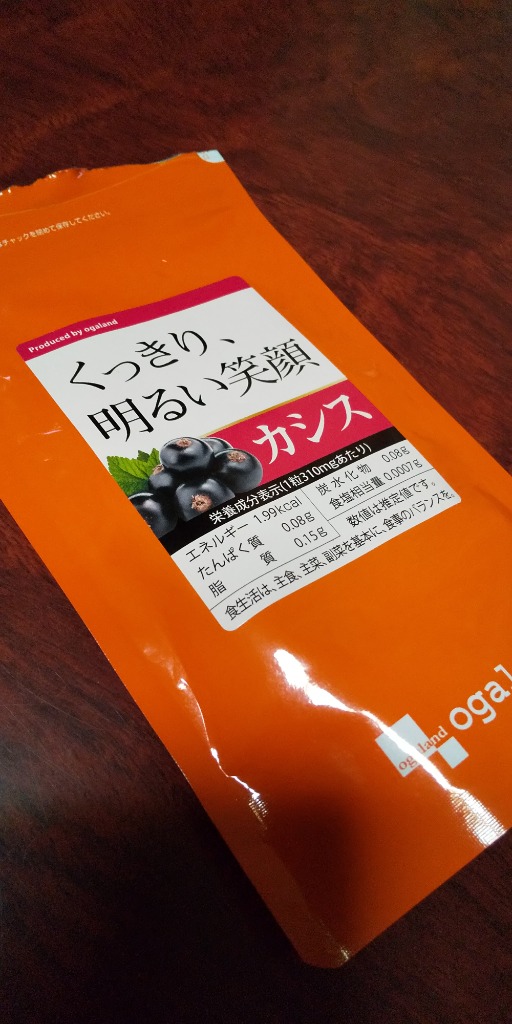 チャックを閉めて保存してください。
Produced by ogaland
くっきり、
明るい笑顔
カシス
栄養成分表示(1粒310mgあたり)
エネルギー 1.99kcal
たんぱく質 0.08g
脂質 0.15g
炭水化物 0.08g
食塩相当量 0.0007g
数値は推定値です。
食生活は、主食、主菜、副菜を基本に、食事のバランスを。
ogaland